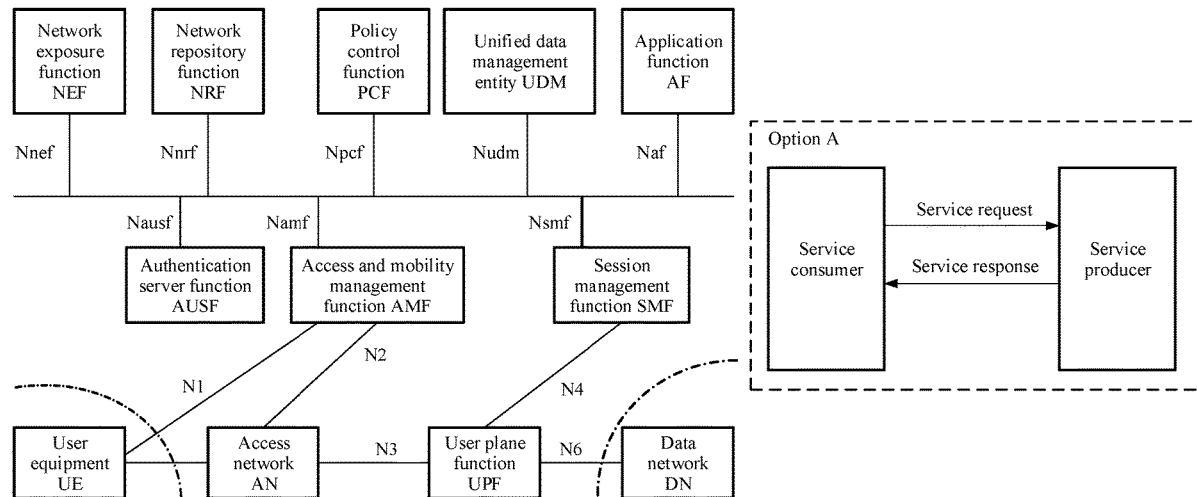 Network
exposure
function
NEF
Network
repository
function
NRF
Policy
control
function
PCF
Unified data
management
entity UDM
Application
function
AF
Nnef
Nnrf
Npcf
Nudm
Naf
Nausf
Namf
Nsmf
Authentication
server function
AUSF
Access and mobility
management
function AMF
Session
management
function SMF
N1
N2
N4
User
equipment
UE
Access
network
AN
N3
User plane
function
UPF
N6
Data
network
DN
Option A
Service
consumer
Service request
Service response
Service
producer